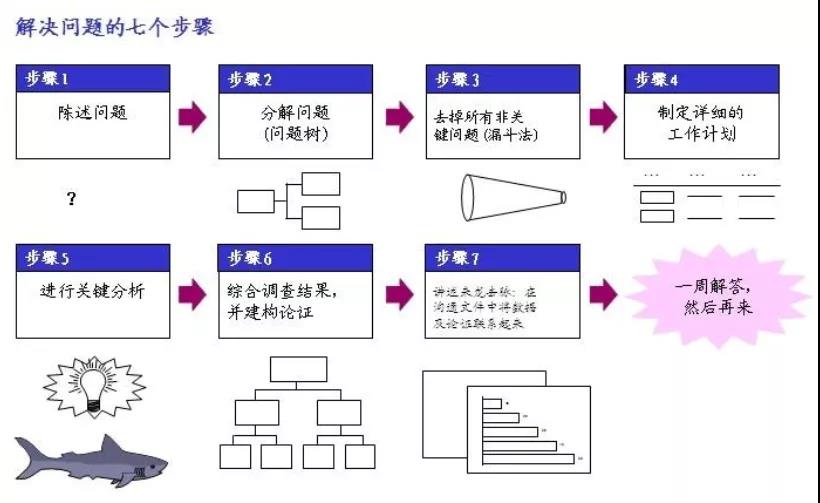 解决问题的七个步骤
步骤1
陈述问题
步骤2
分解问题
(问题树)
步骤3
去掉所有非关
键问题(漏斗法)
步骤4
制定详细的
工作计划
?
... ... ...
步骤5
进行关键分析
步骤6
综合调查结果，
并建构论证
步骤7
讲述来龙去脉：在
沟通文件中将数据
及论证联系起来
一周解答，
然后再来